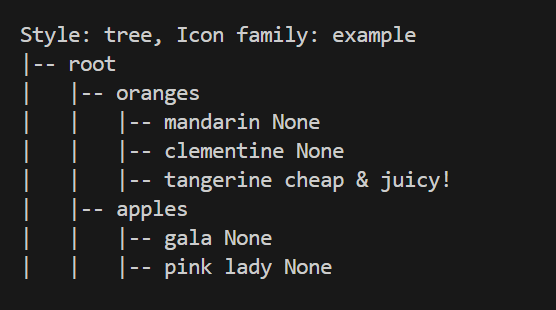 Style: tree, Icon family: example
|-- root
|   |-- oranges
|   |   |-- mandarin None
|   |   |-- clementine None
|   |   |-- tangerine cheap & juicy!
|   |-- apples
|   |   |-- gala None
|   |   |-- pink lady None